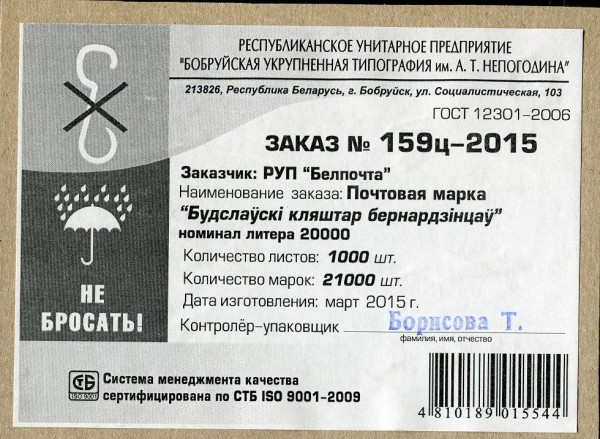 РЕСПУБЛИКАНСКОЕ УНИТАРНОЕ ПРЕДПРИЯТИЕ
"БОБРУЙСКАЯ УКРУПНЕННАЯ ТИПОГРАФИЯ им. А. Т. НЕПОГОДИНА"
213826, Республика Беларусь, г. Бобруйск, ул. Социалистическая, 103
ГОСТ 12301-2006
ЗАКАЗ № 159ц-2015
Заказчик: РУП "Белпочта"
Наименование заказа: Почтовая марка
"Будслаўскі кляштар бернардзінцаў"
номинал литера 20000
Количество листов: 1000 шт.
Количество марок: 21000 шт.
Дата изготовления: март 2015 г.
Контролёр-упаковщик Борисова Т.
фамилия, имя, отчество
НЕ
БРОСАТЬ!
СТБ
ISO 9001
Система менеджмента качества
сертифицирована по СТБ ISO 9001-2009
4 810189 015544